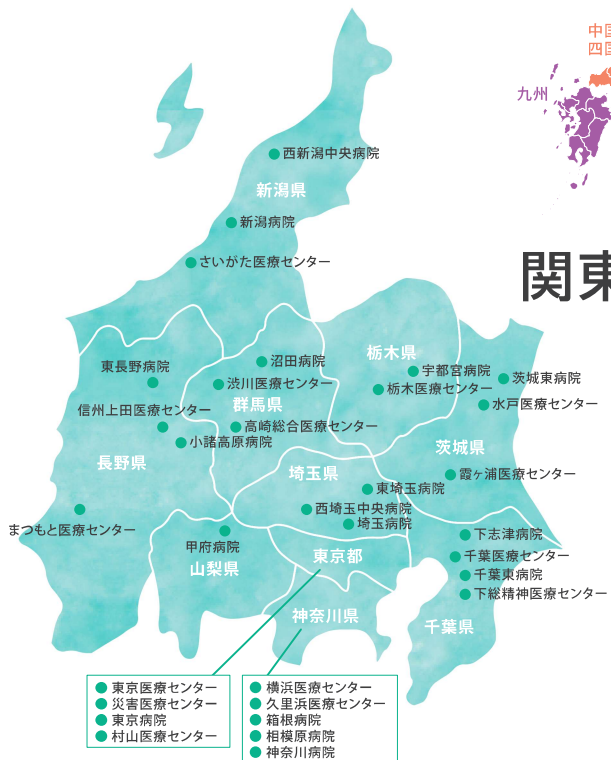 中国
四国
九州
関東
西新潟中央病院
新潟県
新潟病院
さいがた医療センター
栃木県
宇都宮病院
栃木医療センター
茨城東病院
水戸医療センター
茨城県
霞ヶ浦医療センター
沼田病院
渋川医療センター
群馬県
高崎総合医療センター
東長野病院
信州上田医療センター
小諸高原病院
長野県
まつもと医療センター
埼玉県
東埼玉病院
西埼玉中央病院
埼玉病院
甲府病院
山梨県
東京都
神奈川県
下志津病院
千葉医療センター
千葉東病院
下総精神医療センター
千葉県
東京医療センター
災害医療センター
東京病院
村山医療センター
横浜医療センター
久里浜医療センター
箱根病院
相模原病院
神奈川病院